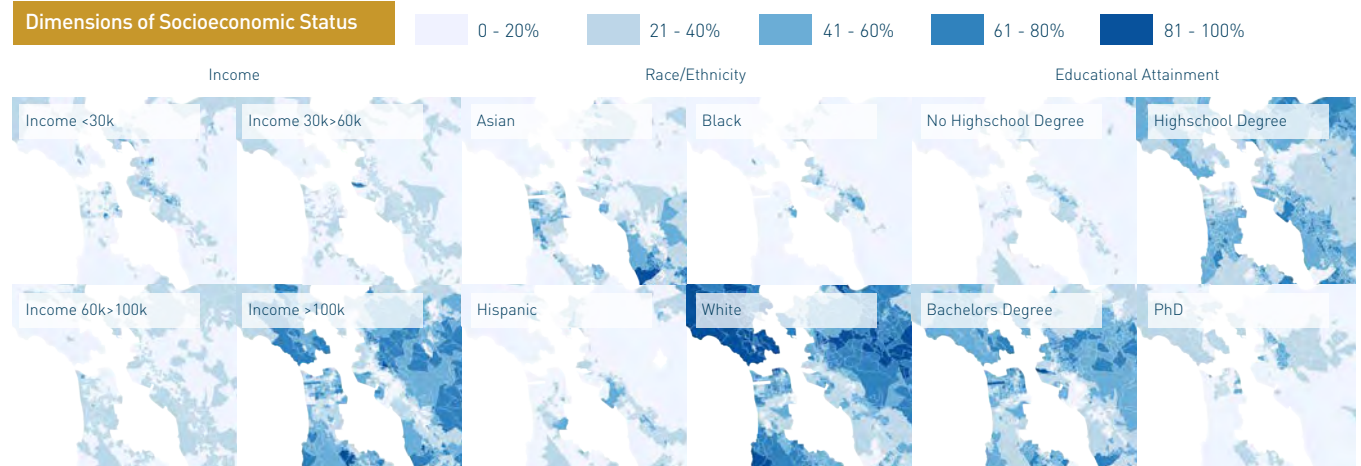 Dimensions of Socioeconomic Status
0 - 20%
21 - 40%
41 - 60%
61 - 80%
81 - 100%
Income
Race/Ethnicity
Educational Attainment
Income <30k
Income 30k>60k
Asian
Black
No Highschool Degree
Highschool Degree
Income 60k>100k
Income >100k
Hispanic
White
Bachelors Degree
PhD